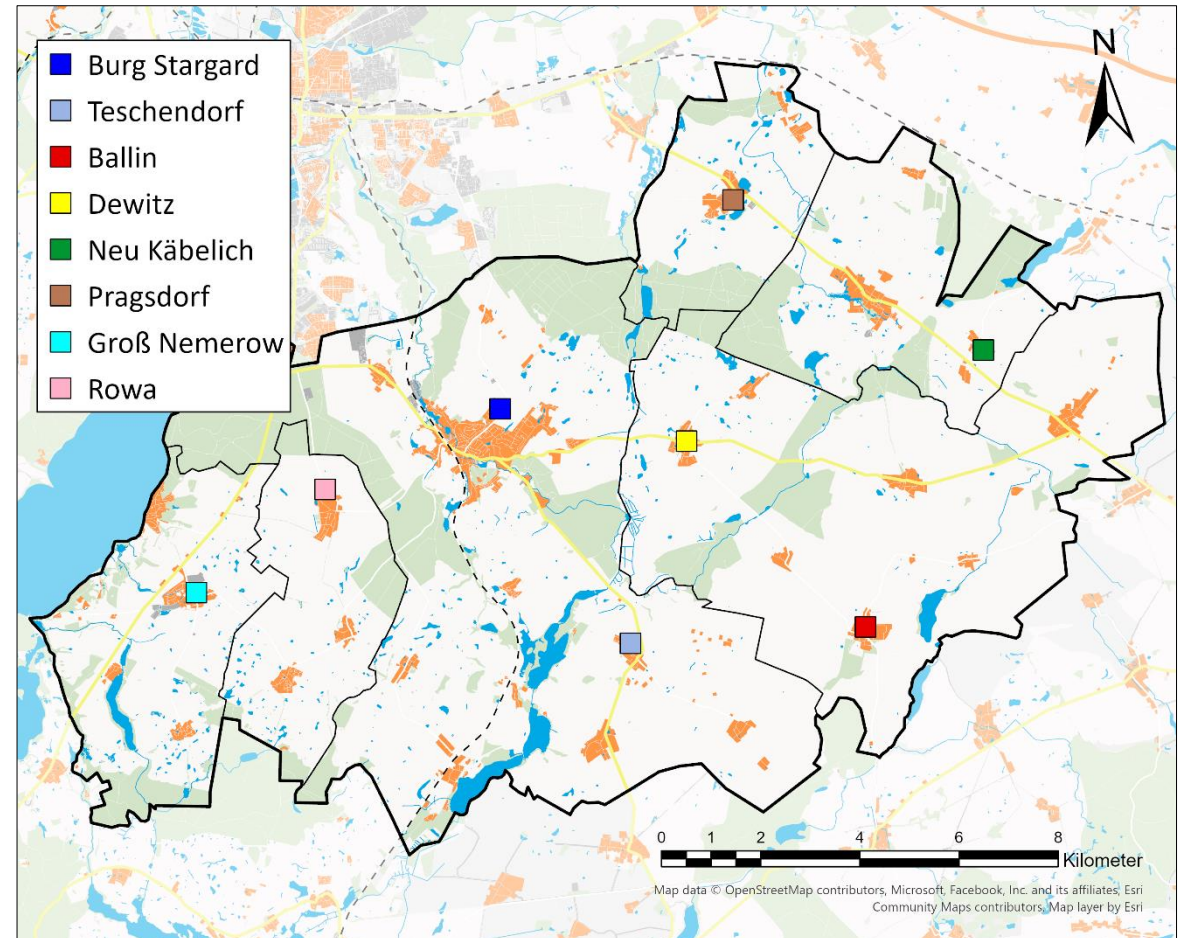 Burg Stargard
Teschendorf
Ballin
Dewitz
Neu Käbelich
Pragsdorf
Groß Nemerow
Rowa
N
0 1 2 4 6 8
Kilometer
Map data © OpenStreetMap contributors, Microsoft, Facebook, Inc. and its affiliates, Esri
Community Maps contributors, Map layer by Esri